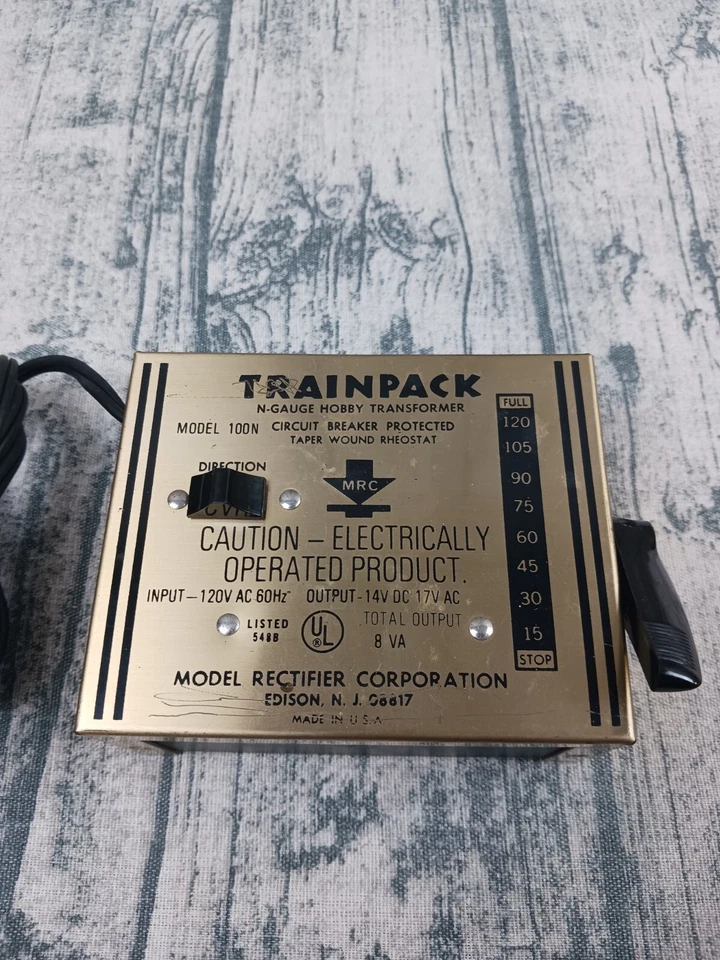 TRAINPACK
N-GAUGE HOBBY TRANSFORMER
MODEL 100N CIRCUIT BREAKER PROTECTED
TAPER WOUND RHEOSTAT
DIRECTION
MRC
CAUTION – ELECTRICALLY
OPERATED PRODUCT.
INPUT–120V AC 60Hz OUTPUT-14V DC 17V AC
LISTED
548B
UL
®
TOTAL OUTPUT
8 VA
MODEL RECTIFIER CORPORATION
EDISON, N. J. 08817
MADE IN U.S.A
FULL
120
105
90
75
60
45
30
15
STOP